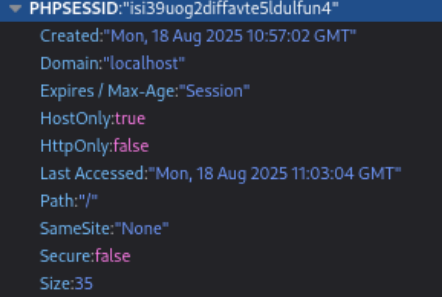 PHPSESSID:"isi39uog2diffavte5ldulfun4"
Created:"Mon, 18 Aug 2025 10:57:02 GMT"
Domain:"localhost"
Expires / Max-Age:"Session"
HostOnly:true
HttpOnly:false
Last Accessed:"Mon, 18 Aug 2025 11:03:04 GMT"
Path:"/"
SameSite:"None"
Secure:false
Size:35